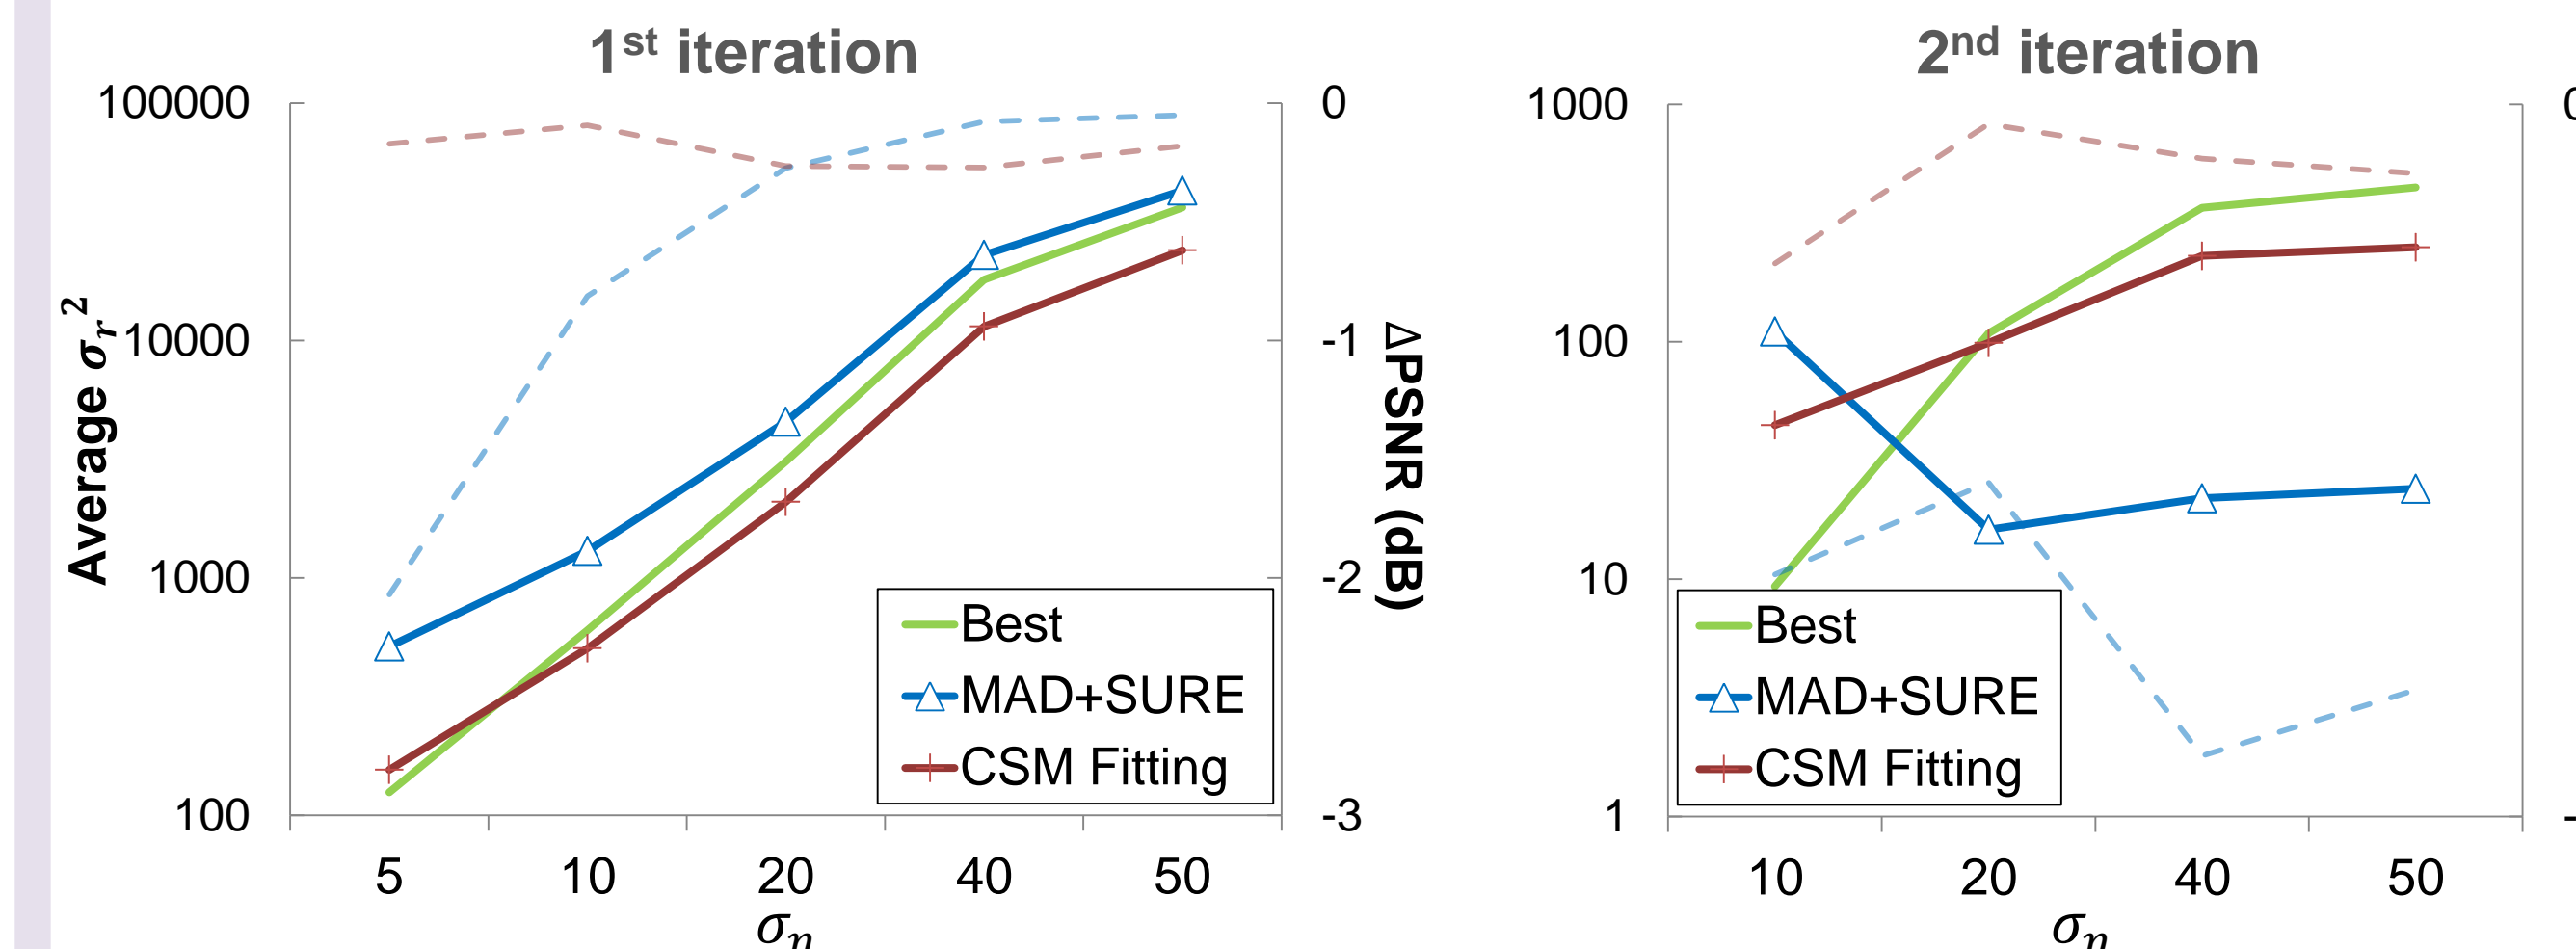 1st iteration
100000
10000
1000
100
Average σr2
0
-1
-2
-3
ΔPSNR (dB)
Best
MAD+SURE
CSM Fitting
5 10 20 40 50
σn
2nd iteration
1000
100
10
1
Best
MAD+SURE
CSM Fitting
10 20 40 50
σn